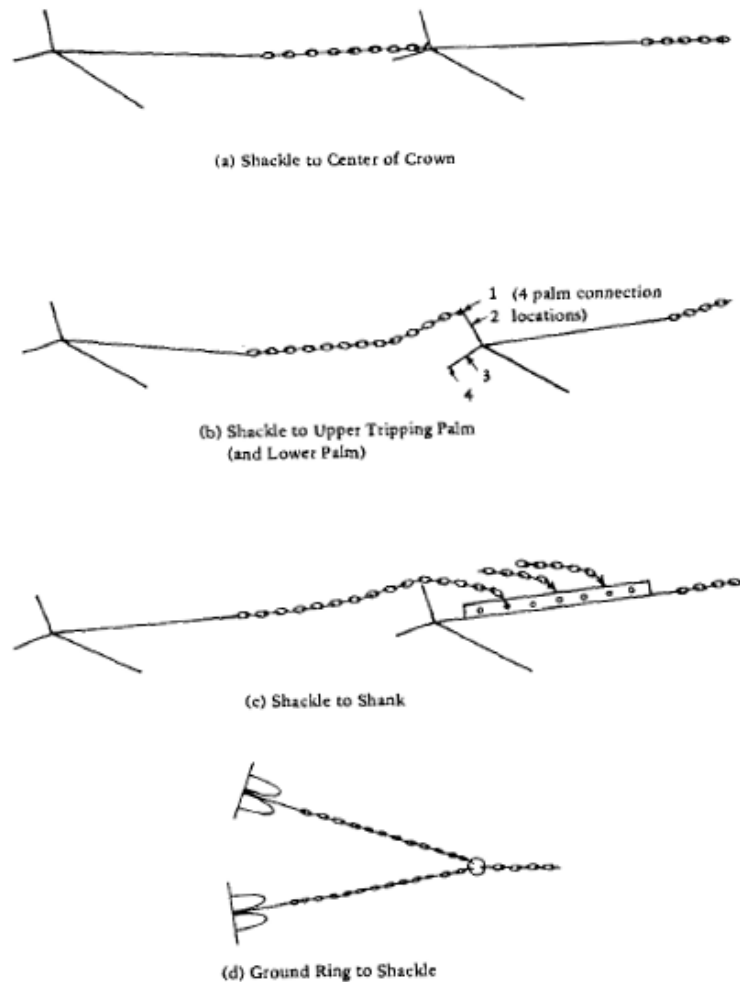 (a) Shackle to Center of Crown
1 (4 palm connection
2 locations)
3
4
(b) Shackle to Upper Tripping Palm
(and Lower Palm)
(c) Shackle to Shank
(d) Ground Ring to Shackle